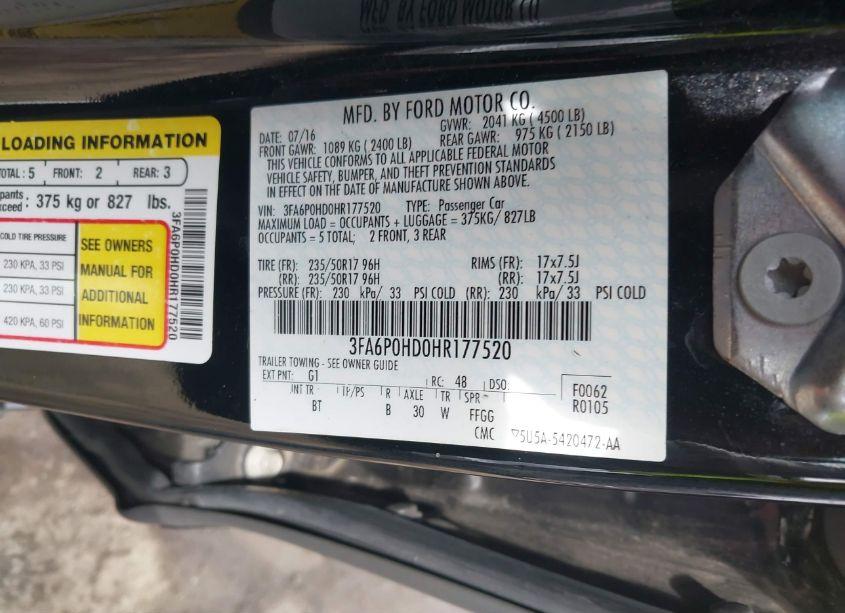 LOADING INFORMATION
TOTAL : 5 FRONT: 2 REAR: 3
375 kg or 827 lbs.
COLD TIRE PRESSURE
230 KPA, 33 PSI
230 KPA, 33 PSI
420 KPA, 60 PSI
SEE OWNERS
MANUAL FOR
ADDITIONAL
INFORMATION
3FA6P0HD0HR177520
MFD. BY FORD MOTOR CO.
DATE: 07/16 GVWR: 2041 KG ( 4500 LB)
FRONT GAWR: 1089 KG ( 2400 LB) REAR GAWR: 975 KG ( 2150 LB)
THIS VEHICLE CONFORMS TO ALL APPLICABLE FEDERAL MOTOR
VEHICLE SAFETY, BUMPER, AND THEFT PREVENTION STANDARDS
IN EFFECT ON THE DATE OF MANUFACTURE SHOWN ABOVE.
VIN: 3FA6P0HD0HR177520 TYPE: Passenger Car
MAXIMUM LOAD = OCCUPANTS + LUGGAGE = 375KG/ 827LB
OCCUPANTS = 5 TOTAL; 2 FRONT, 3 REAR
TIRE (FR): 235/50R17 96H RIMS (FR): 17x7.5J
(RR): 235/50R17 96H (RR): 17x7.5J
PRESSURE (FR): 230 kPa/ 33 PSI COLD (RR): 230 kPa/ 33 PSI COLD
3FA6P0HD0HR177520
TRAILER TOWING - SEE OWNER GUIDE
EXT PNT: G1 RC: 48 DSO:
INT TR TP/PS R AXLE TR SPR
BT B 30 W FFGG
F0062
R0105
CMC 5U5A-5420472-AA